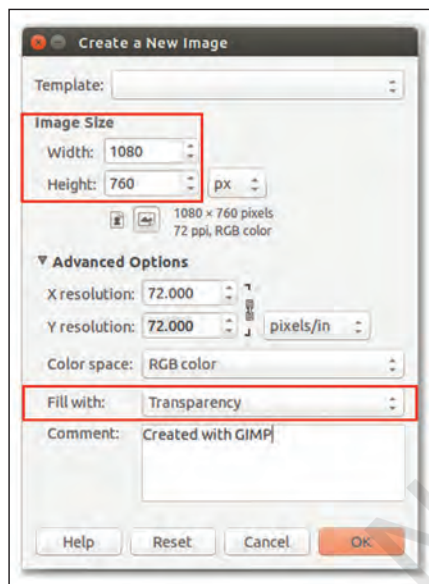 Create a New Image
Template:
Image Size
Width: 1080
Height: 760 px
1080 × 760 pixels
72 ppi, RGB color
Advanced Options
X resolution: 72.000
Y resolution: 72.000 pixels/in
Color space: RGB color
Fill with: Transparency
Comment: Created with GIMP
Help Reset Cancel OK